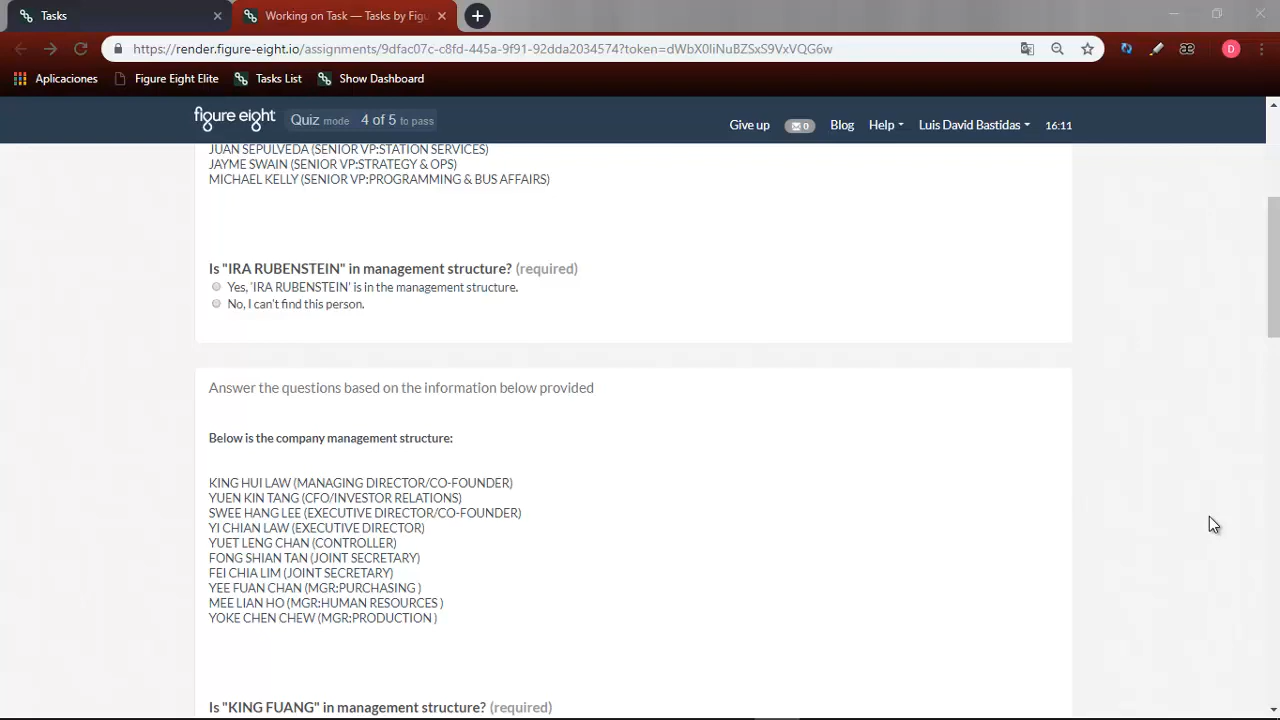 Tasks
Working on Task — Tasks by Figu
https://render.figure-eight.io/assignments/9dfac07c-c8fd-445a-9f91-92dda2034574?token=dWbX0IiNuBZSxS9VxVQG6w
Aplicaciones Figure Eight Elite Tasks List Show Dashboard
figure eight Quiz mode 4 of 5 to pass Give up 0 Blog Help Luis David Bastidas 16:11
JUAN SEPULVEDA (SENIOR VP:STATION SERVICES)
JAYME SWAIN (SENIOR VP:STRATEGY & OPS)
MICHAEL KELLY (SENIOR VP:PROGRAMMING & BUS AFFAIRS)
Is "IRA RUBENSTEIN" in management structure? (required)
Yes, 'IRA RUBENSTEIN' is in the management structure.
No, I can't find this person.
Answer the questions based on the information below provided
Below is the company management structure:
KING HUI LAW (MANAGING DIRECTOR/CO-FOUNDER)
YUEN KIN TANG (CFO/INVESTOR RELATIONS)
SWEE HANG LEE (EXECUTIVE DIRECTOR/CO-FOUNDER)
YI CHIAN LAW (EXECUTIVE DIRECTOR)
YUET LENG CHAN (CONTROLLER)
FONG SHIAN TAN (JOINT SECRETARY)
FEI CHIA LIM (JOINT SECRETARY)
YEE FUAN CHAN (MGR:PURCHASING )
MEE LIAN HO (MGR:HUMAN RESOURCES )
YOKE CHEN CHEW (MGR:PRODUCTION )
Is "KING FUANG" in management structure? (required)